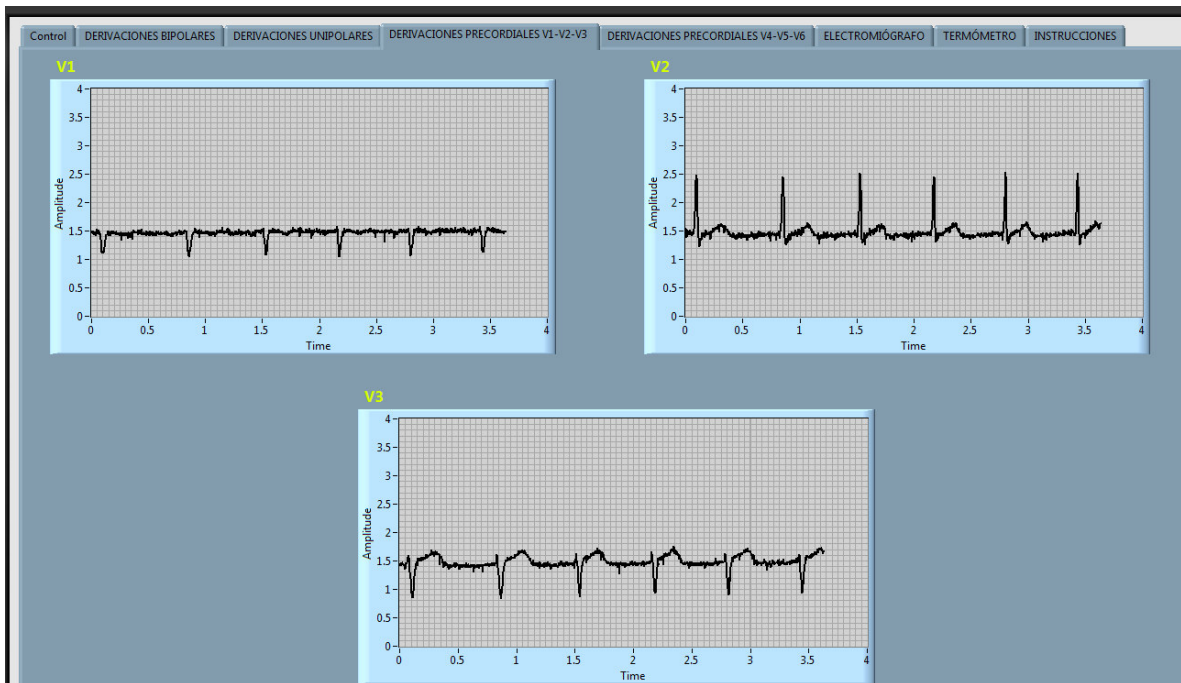 Control DERIVACIONES BIPOLARES DERIVACIONES UNIPOLARES DERIVACIONES PRECORDIALES V1-V2-V3 DERIVACIONES PRECORDIALES V4-V5-V6 ELECTROMIÓGRAFO TERMÓMETRO INSTRUCCIONES
V1
4
3.5
3
2.5
2
1.5
1
0.5
0
Amplitude
0 0.5 1 1.5 2 2.5 3 3.5 4
Time
V2
4
3.5
3
2.5
2
1.5
1
0.5
0
Amplitude
0 0.5 1 1.5 2 2.5 3 3.5 4
Time
V3
4
3.5
3
2.5
2
1.5
1
0.5
0
Amplitude
0 0.5 1 1.5 2 2.5 3 3.5 4
Time